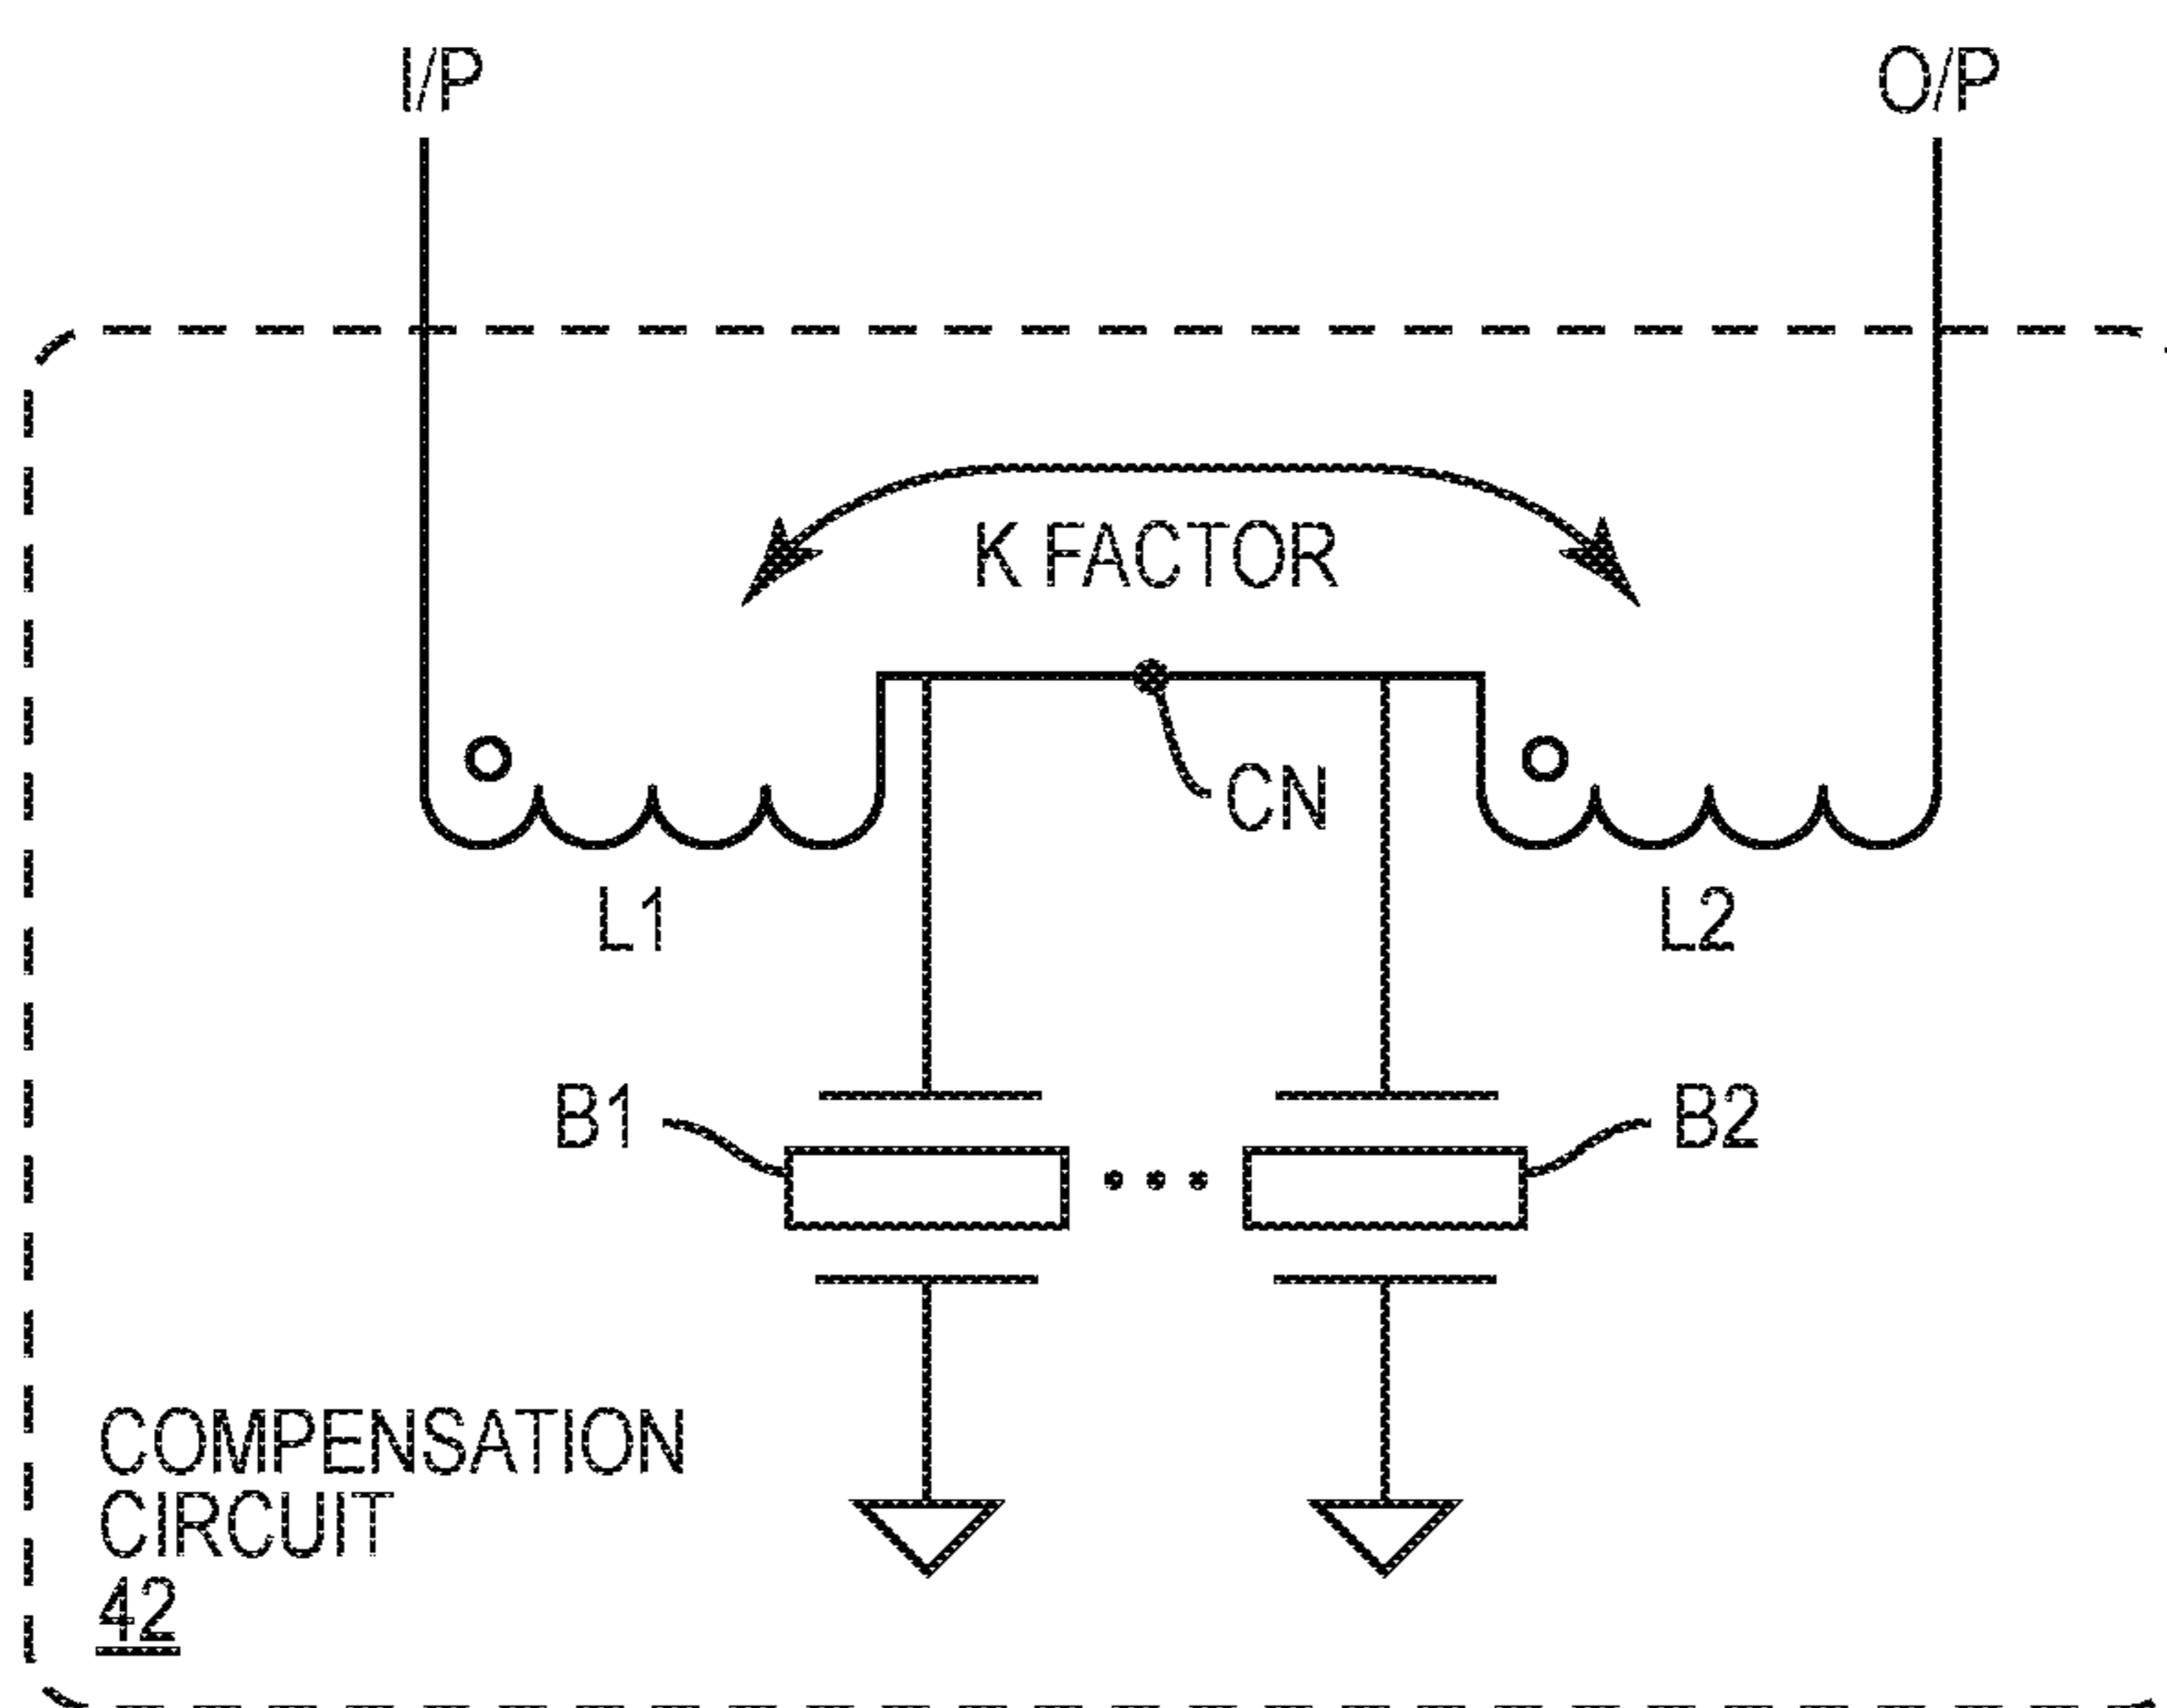 I/P
O/P
K FACTOR
CN
L1
L2
B1
B2
COMPENSATION
CIRCUIT
42